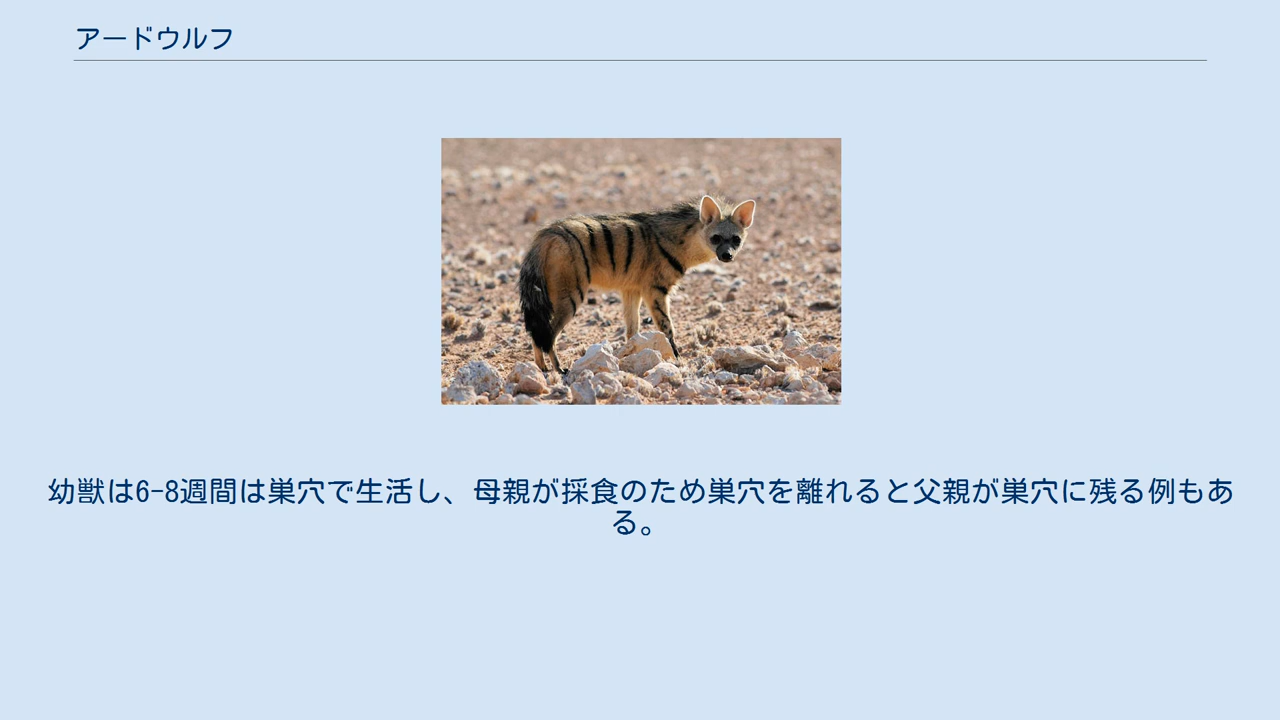 アードウルフ
幼獣は6-8週間は巣穴で生活し、母親が採食のため巣穴を離れると父親が巣穴に残る例もあ
る。